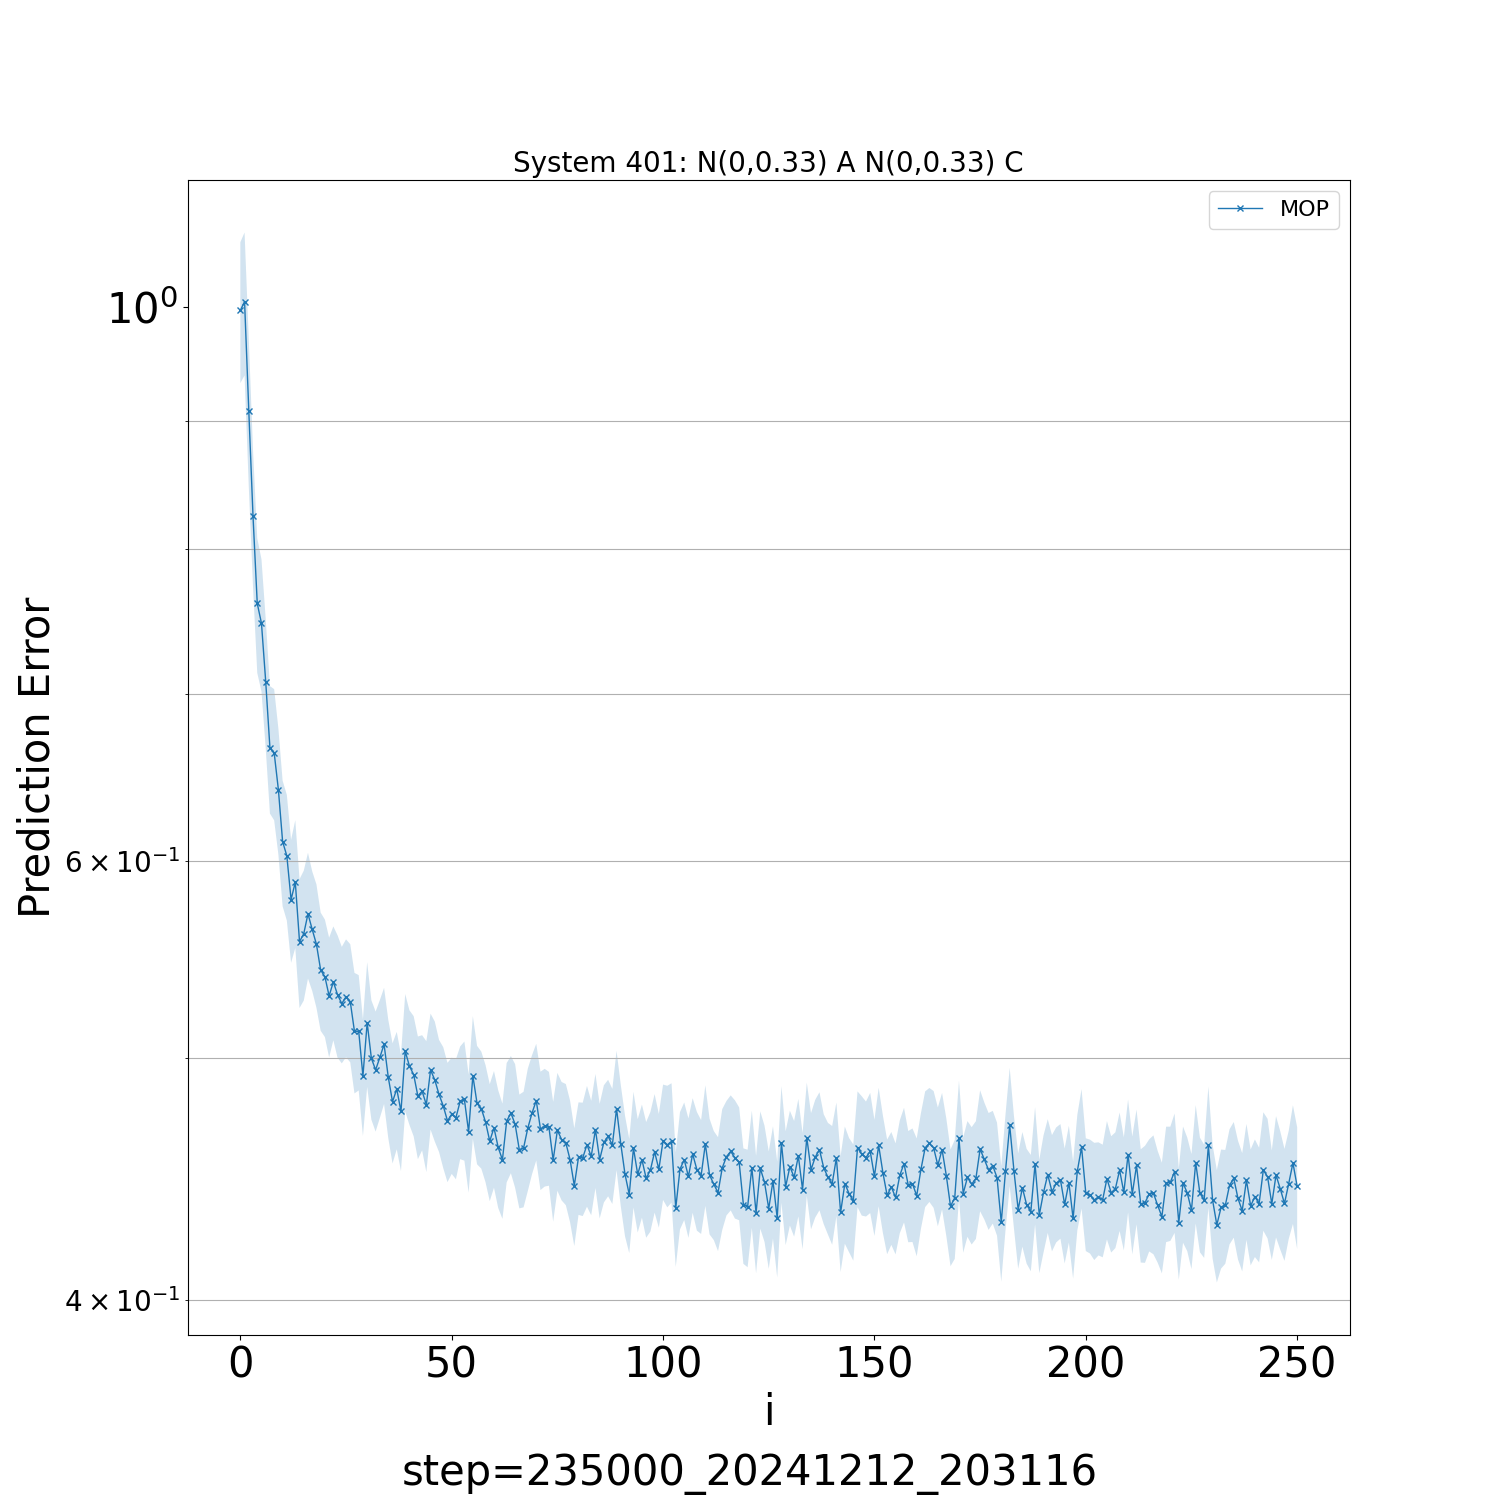 System 401: N(0,0.33) A N(0,0.33) C
MOP
10⁰
6 × 10⁻¹
4 × 10⁻¹
Prediction Error
0 50 100 150 200 250
i
step=235000_20241212_203116